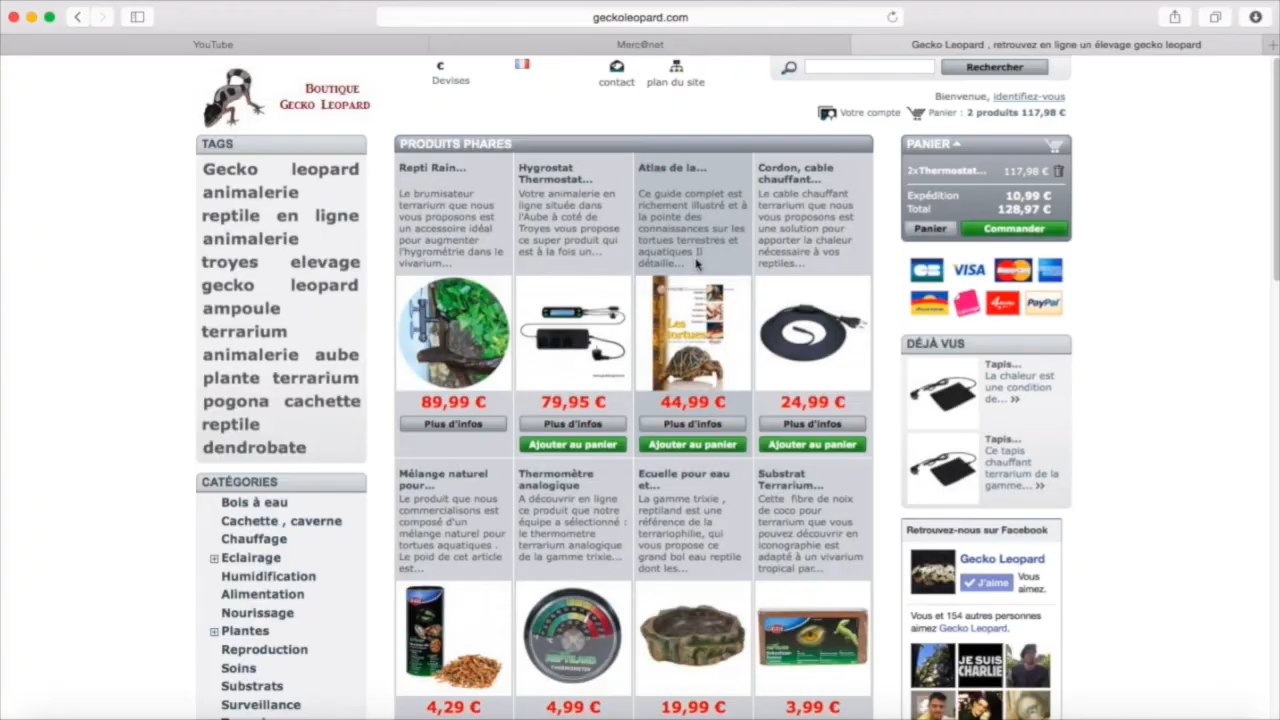 geckoleopard.com
YouTube
Merc@net
Gecko Leopard , retrouvez en ligne un élevage gecko leopard
BOUTIQUE
GECKO LEOPARD
€
Devises
contact
plan du site
Rechercher
Bienvenue, identifiez-vous
Votre compte
Panier : 2 produits 117,98 €
TAGS
Gecko leopard
animalerie
reptile en ligne
animalerie
troyes elevage
gecko leopard
ampoule
terrarium
animalerie aube
plante terrarium
pogona cachette
reptile
dendrobate
CATÉGORIES
Bois à eau
Cachette , caverne
Chauffage
Eclairage
Humidification
Alimentation
Nourissage
Plantes
Reproduction
Soins
Substrats
Surveillance
PRODUITS PHARES
Repti Rain...
Le brumisateur
terrarium que nous
vous proposons est
un accessoire idéal
pour augmenter
l'hygrométrie dans le
vivarium...
89,99 €
Plus d'infos
Hygrostat
Thermostat...
Votre animalerie en
ligne située dans
l'Aube à coté de
Troyes vous propose
ce super produit qui
est à la fois un...
79,95 €
Plus d'infos
Ajouter au panier
Atlas de la...
Ce guide complet est
richement illustré et à
la pointe des
connaissances sur les
tortues terrestres et
aquatiques Il
détaille...
Les
tortues
44,99 €
Plus d'infos
Ajouter au panier
Cordon, cable
chauffant...
Le cable chauffant
terrarium que nous
vous proposons est
une solution pour
apporter la chaleur
nécessaire à vos
reptiles...
24,99 €
Plus d'infos
Ajouter au panier
Mélange naturel
pour...
Le produit que nous
commercialisons est
composé d'un
mélange naturel pour
tortues aquatiques .
Le poid de cet article
est...
4,29 €
Thermomètre
analogique
A découvrir en ligne
ce produit que notre
équipe a sélectionné :
le thermometre
terrarium analogique
de la gamme trixie...
REPTILAND
THERMOMETER
4,99 €
Ecuelle pour eau
et...
La gamme trixie ,
reptiland est une
référence de la
terrariophilie, qui
vous propose ce
grand bol eau reptile
dont les...
19,99 €
Substrat
Terrarium...
Cette fibre de noix
de coco pour
terrarium que vous
pouvez découvrir en
iconographie est
adapté à un vivarium
tropical par...
3,99 €
PANIER
2xThermostat... 117,98 €
Expédition 10,99 €
Total 128,97 €
Panier
Commander
CB
VISA
MasterCard
PayPal
DÉJÀ VUS
Tapis...
La chaleur est
une condition
de...
Tapis...
Ce tapis
chauffant
terrarium de la
gamme...
Retrouvez-nous sur Facebook
Gecko Leopard
J'aime
Vous
aimez.
Vous et 154 autres personnes
aimez Gecko Leopard.
JE SUIS
CHARLIE